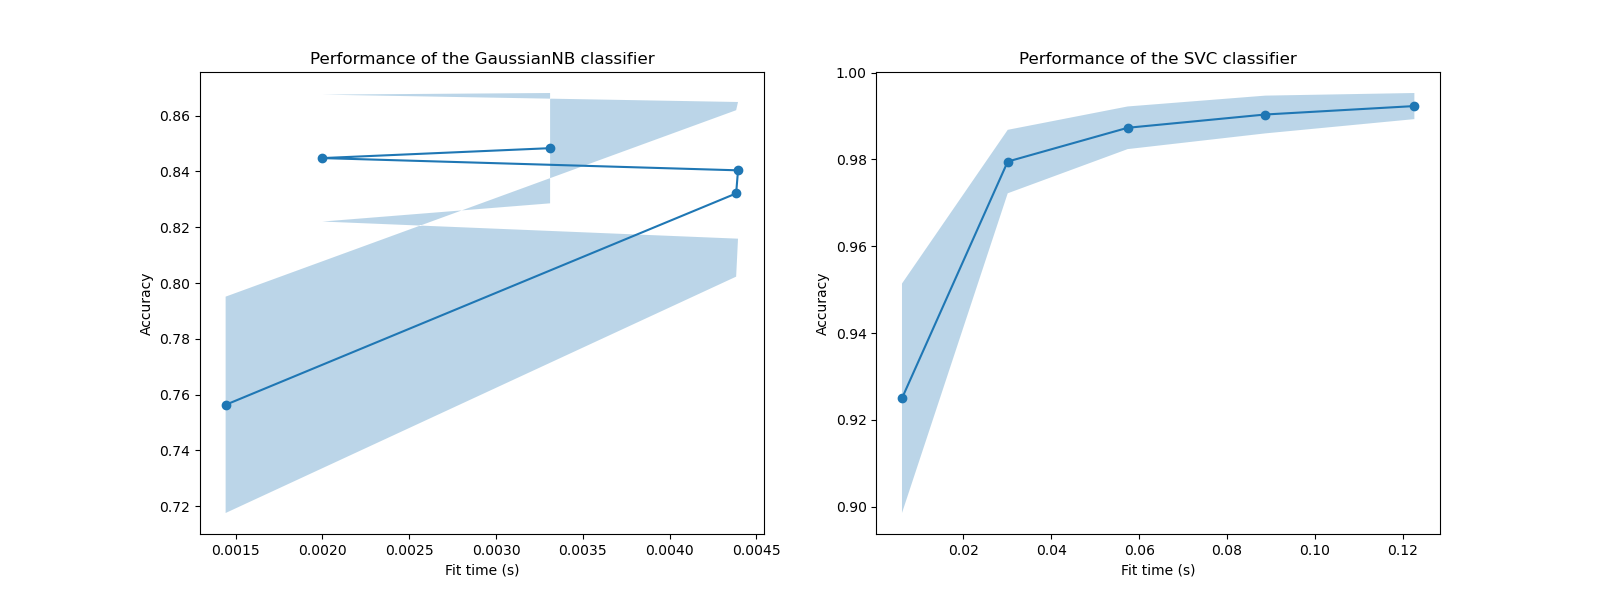 Performance of the GaussianNB classifier
Accuracy
0.86
0.84
0.82
0.80
0.78
0.76
0.74
0.72
0.0015 0.0020 0.0025 0.0030 0.0035 0.0040 0.0045
Fit time (s)
Performance of the SVC classifier
Accuracy
1.00
0.98
0.96
0.94
0.92
0.90
0.02 0.04 0.06 0.08 0.10 0.12
Fit time (s)